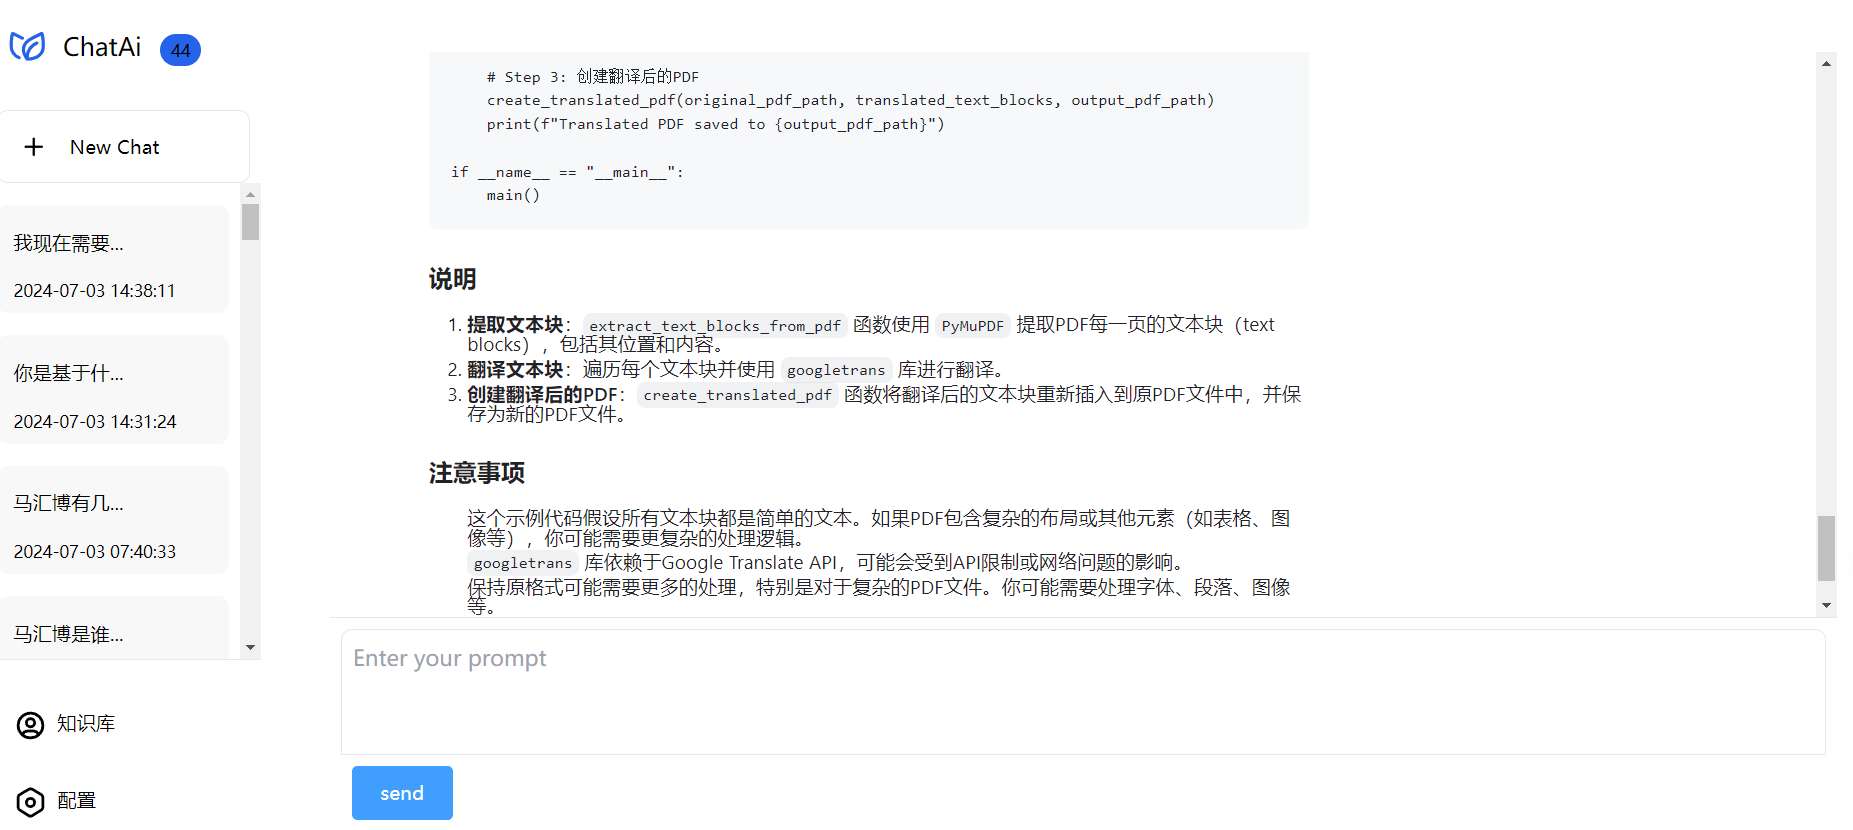 ChatAi 44
New Chat
我现在需要...
2024-07-03 14:38:11
你是基于什...
2024-07-03 14:31:24
马汇博有几...
2024-07-03 07:40:33
马汇博是谁...
知识库
配置
# Step 3: 创建翻译后的PDF
create_translated_pdf(original_pdf_path, translated_text_blocks, output_pdf_path)
print(f"Translated PDF saved to {output_pdf_path}")
if __name__ == "__main__":
main()
说明
1. 提取文本块：extract_text_blocks_from_pdf 函数使用 PyMuPDF 提取PDF每一页的文本块（text
blocks），包括其位置和内容。
2. 翻译文本块：遍历每个文本块并使用 googletrans 库进行翻译。
3. 创建翻译后的PDF：create_translated_pdf 函数将翻译后的文本块重新插入到原PDF文件中，并保
存为新的PDF文件。
注意事项
这个示例代码假设所有文本块都是简单的文本。如果PDF包含复杂的布局或其他元素（如表格、图
像等），你可能需要更复杂的处理逻辑。
googletrans 库依赖于Google Translate API，可能会受到API限制或网络问题的影响。
保持原格式可能需要更多的处理，特别是对于复杂的PDF文件。你可能需要处理字体、段落、图像
等。
Enter your prompt
send